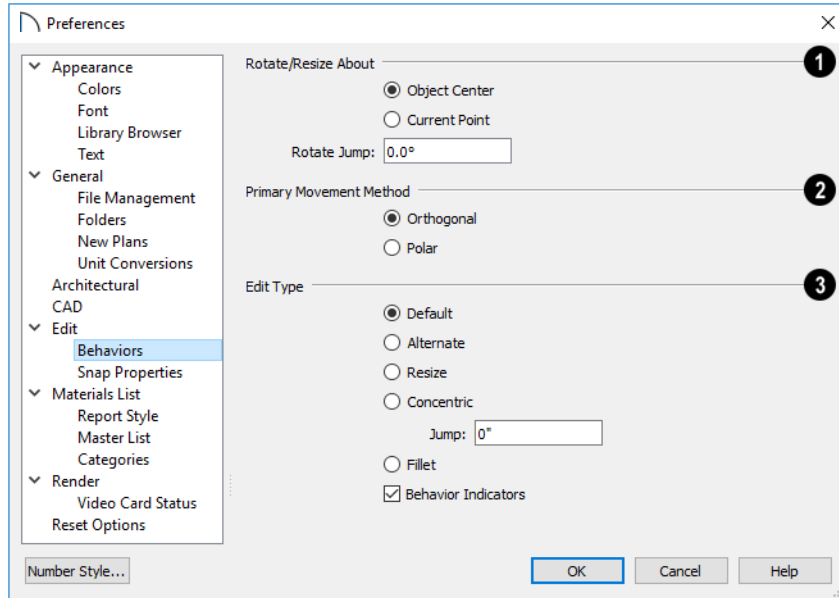 Preferences
Appearance
Colors
Font
Library Browser
Text
General
File Management
Folders
New Plans
Unit Conversions
Architectural
CAD
Edit
Behaviors
Snap Properties
Materials List
Report Style
Master List
Categories
Render
Video Card Status
Reset Options
Rotate/Resize About 1
Object Center
Current Point
Rotate Jump: 0.0°
Primary Movement Method 2
Orthogonal
Polar
Edit Type 3
Default
Alternate
Resize
Concentric
Jump: 0"
Fillet
Behavior Indicators
Number Style... OK Cancel Help